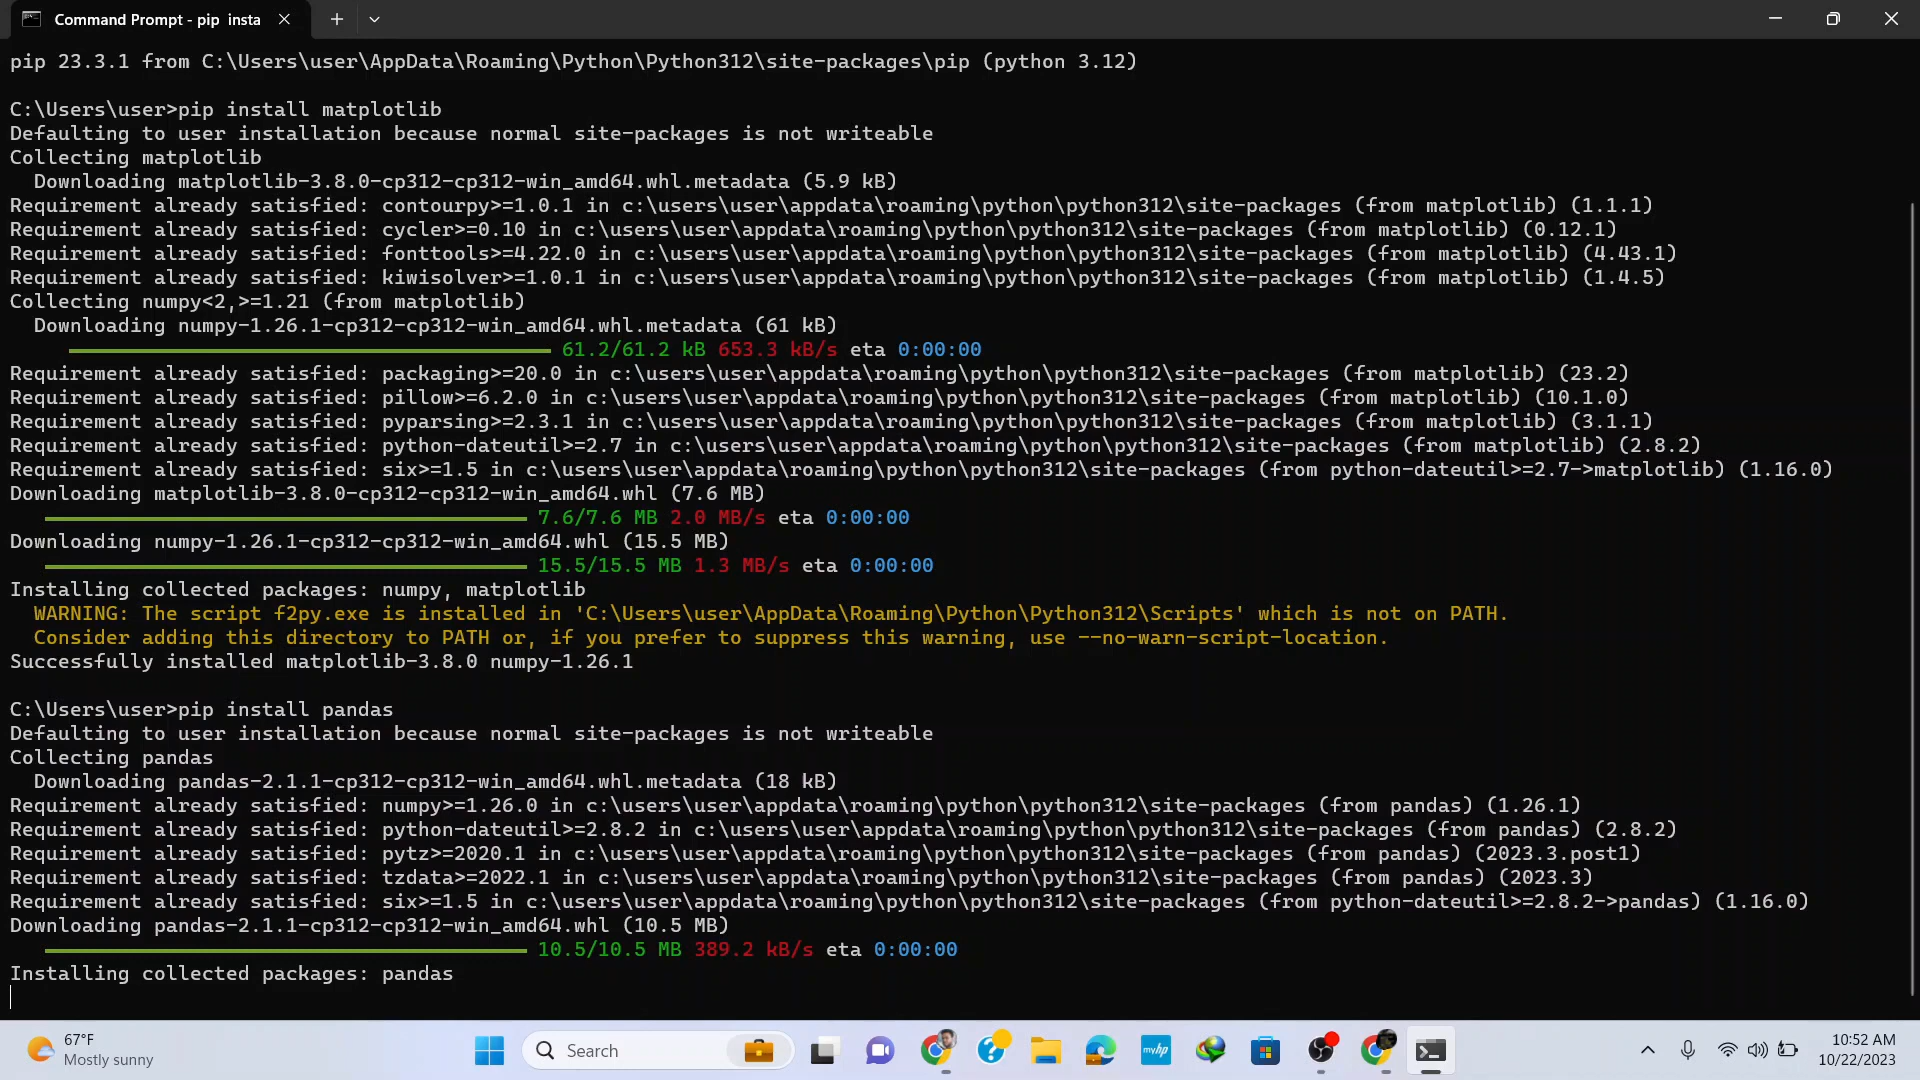 Command Prompt - pip insta
pip 23.3.1 from C:\Users\user\AppData\Roaming\Python\Python312\site-packages\pip (python 3.12)
C:\Users\user>pip install matplotlib
Defaulting to user installation because normal site-packages is not writeable
Collecting matplotlib
Downloading matplotlib-3.8.0-cp312-cp312-win_amd64.whl.metadata (5.9 kB)
Requirement already satisfied: contourpy>=1.0.1 in c:\users\user\appdata\roaming\python\python312\site-packages (from matplotlib) (1.1.1)
Requirement already satisfied: cycler>=0.10 in c:\users\user\appdata\roaming\python\python312\site-packages (from matplotlib) (0.12.1)
Requirement already satisfied: fonttools>=4.22.0 in c:\users\user\appdata\roaming\python\python312\site-packages (from matplotlib) (4.43.1)
Requirement already satisfied: kiwisolver>=1.0.1 in c:\users\user\appdata\roaming\python\python312\site-packages (from matplotlib) (1.4.5)
Collecting numpy<2,>=1.21 (from matplotlib)
Downloading numpy-1.26.1-cp312-cp312-win_amd64.whl.metadata (61 kB)
61.2/61.2 kB 653.3 kB/s eta 0:00:00
Requirement already satisfied: packaging>=20.0 in c:\users\user\appdata\roaming\python\python312\site-packages (from matplotlib) (23.2)
Requirement already satisfied: pillow>=6.2.0 in c:\users\user\appdata\roaming\python\python312\site-packages (from matplotlib) (10.1.0)
Requirement already satisfied: pyparsing>=2.3.1 in c:\users\user\appdata\roaming\python\python312\site-packages (from matplotlib) (3.1.1)
Requirement already satisfied: python-dateutil>=2.7 in c:\users\user\appdata\roaming\python\python312\site-packages (from matplotlib) (2.8.2)
Requirement already satisfied: six>=1.5 in c:\users\user\appdata\roaming\python\python312\site-packages (from python-dateutil>=2.7->matplotlib) (1.16.0)
Downloading matplotlib-3.8.0-cp312-cp312-win_amd64.whl (7.6 MB)
7.6/7.6 MB 2.0 MB/s eta 0:00:00
Downloading numpy-1.26.1-cp312-cp312-win_amd64.whl (15.5 MB)
15.5/15.5 MB 1.3 MB/s eta 0:00:00
Installing collected packages: numpy, matplotlib
WARNING: The script f2py.exe is installed in 'C:\Users\user\AppData\Roaming\Python\Python312\Scripts' which is not on PATH.
Consider adding this directory to PATH or, if you prefer to suppress this warning, use --no-warn-script-location.
Successfully installed matplotlib-3.8.0 numpy-1.26.1
C:\Users\user>pip install pandas
Defaulting to user installation because normal site-packages is not writeable
Collecting pandas
Downloading pandas-2.1.1-cp312-cp312-win_amd64.whl.metadata (18 kB)
Requirement already satisfied: numpy>=1.26.0 in c:\users\user\appdata\roaming\python\python312\site-packages (from pandas) (1.26.1)
Requirement already satisfied: python-dateutil>=2.8.2 in c:\users\user\appdata\roaming\python\python312\site-packages (from pandas) (2.8.2)
Requirement already satisfied: pytz>=2020.1 in c:\users\user\appdata\roaming\python\python312\site-packages (from pandas) (2023.3.post1)
Requirement already satisfied: tzdata>=2022.1 in c:\users\user\appdata\roaming\python\python312\site-packages (from pandas) (2023.3)
Requirement already satisfied: six>=1.5 in c:\users\user\appdata\roaming\python\python312\site-packages (from python-dateutil>=2.8.2->pandas) (1.16.0)
Downloading pandas-2.1.1-cp312-cp312-win_amd64.whl (10.5 MB)
10.5/10.5 MB 389.2 kB/s eta 0:00:00
Installing collected packages: pandas
67°F
Mostly sunny
Search
myhp
10:52 AM
10/22/2023